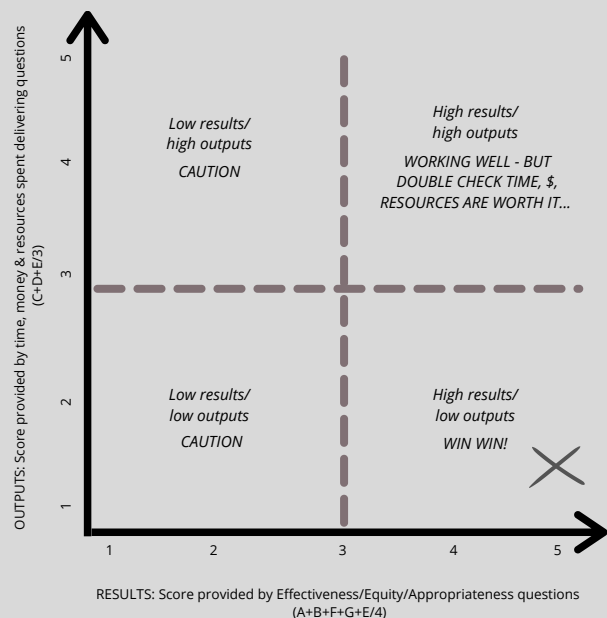 OUTPUTS: Score provided by time, money & resources spent delivering questions
(C+D+E/3)
5
4
3
2
1
Low results/
high outputs
CAUTION
High results/
high outputs
WORKING WELL - BUT
DOUBLE CHECK TIME, $,
RESOURCES ARE WORTH IT...
Low results/
low outputs
CAUTION
High results/
low outputs
WIN WIN!
1 2 3 4 5
RESULTS: Score provided by Effectiveness/Equity/Appropriateness questions
(A+B+F+G+E/4)